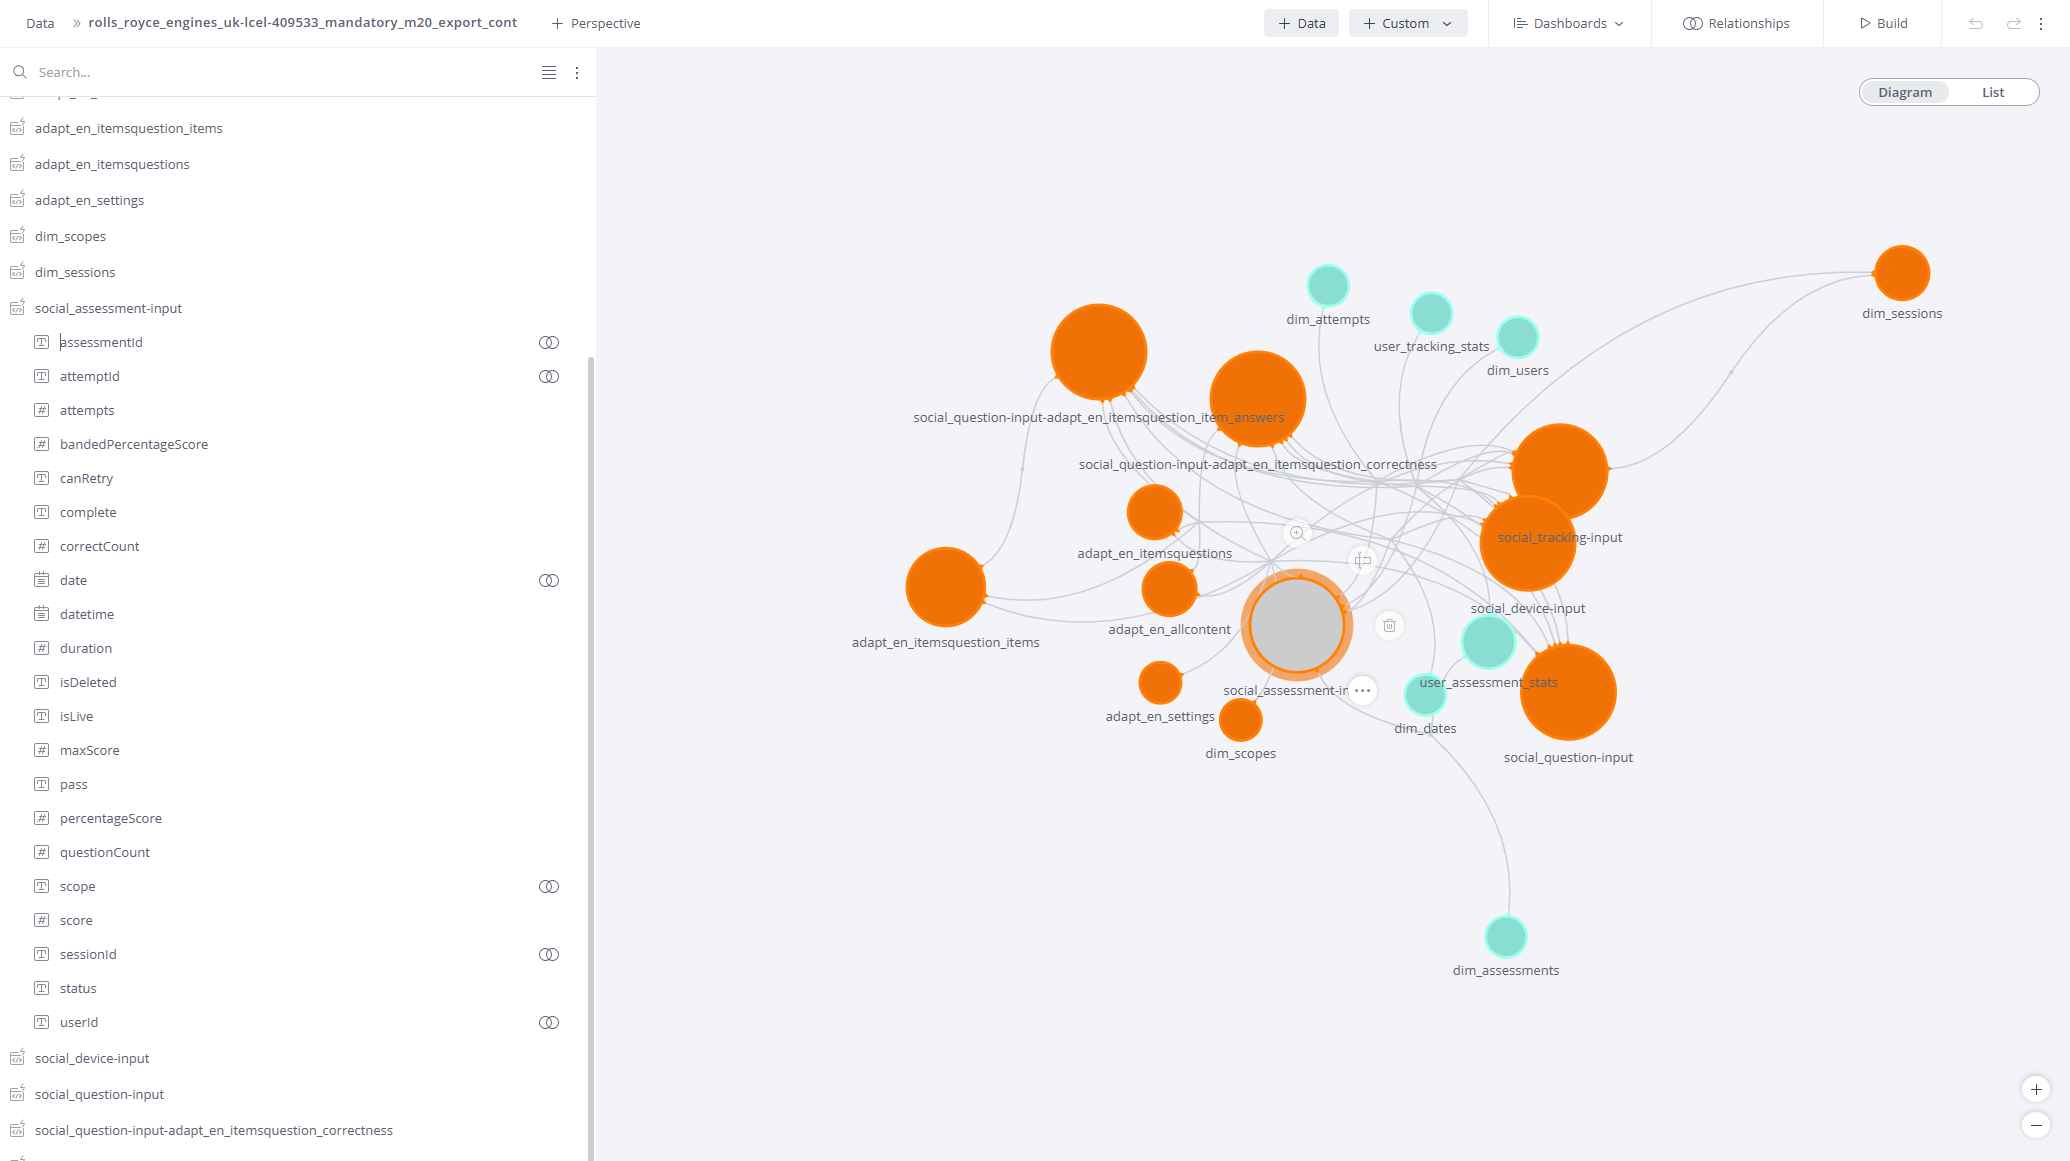 Data » rolls_royce_engines_uk-lcel-409533_mandatory_m20_export_cont + Perspective
+ Data + Custom Dashboards Relationships Build
Search...
Diagram List
adapt_en_itemsquestion_items
adapt_en_itemsquestions
adapt_en_settings
dim_scopes
dim_sessions
social_assessment-input
assessmentId
attemptId
attempts
bandedPercentageScore
canRetry
complete
correctCount
date
datetime
duration
isDeleted
isLive
maxScore
pass
percentageScore
questionCount
scope
score
sessionId
status
userId
social_device-input
social_question-input
social_question-input-adapt_en_itemsquestion_correctness
dim_sessions
dim_attempts
user_tracking_stats
dim_users
social_question-input-adapt_en_itemsquestion_item_answers
social_question-input-adapt_en_itemsquestion_correctness
social_tracking-input
adapt_en_itemsquestions
social_device-input
adapt_en_allcontent
adapt_en_itemsquestion_items
user_assessment_stats
social_assessment-in
adapt_en_settings
dim_dates
dim_scopes
social_question-input
dim_assessments